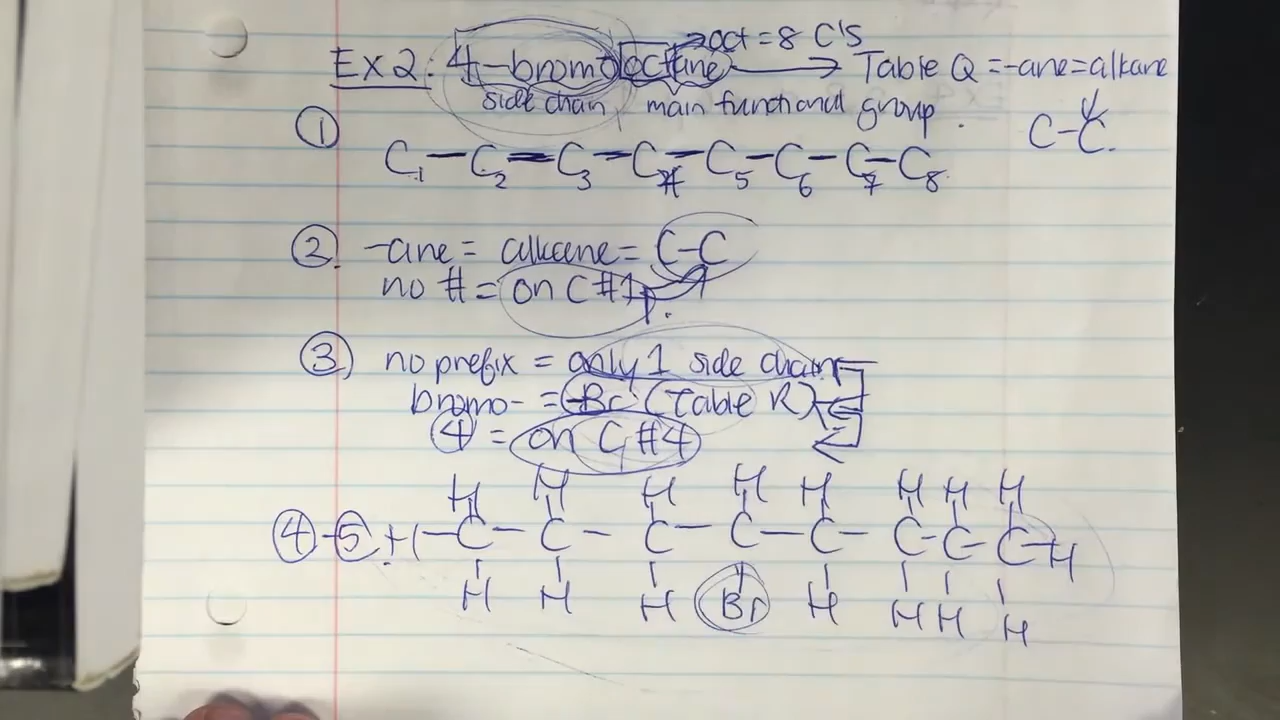 oct = 8 C'S
Ex 2: 4-bromooctane → Table Q = -ane = alkane
side chain main functional group.
C-C.
① C1-C2=C3-C4-C5-C6-C7-C8
② -ane = alkane = C-C
no # = on C#1.
③ no prefix = only 1 side chain
bromo- = -Br (Table R)
④ = on C#4
H H H H H H H H
④-⑤. H-C-C-C-C-C-C-C-C-H
H H H Br H H H H